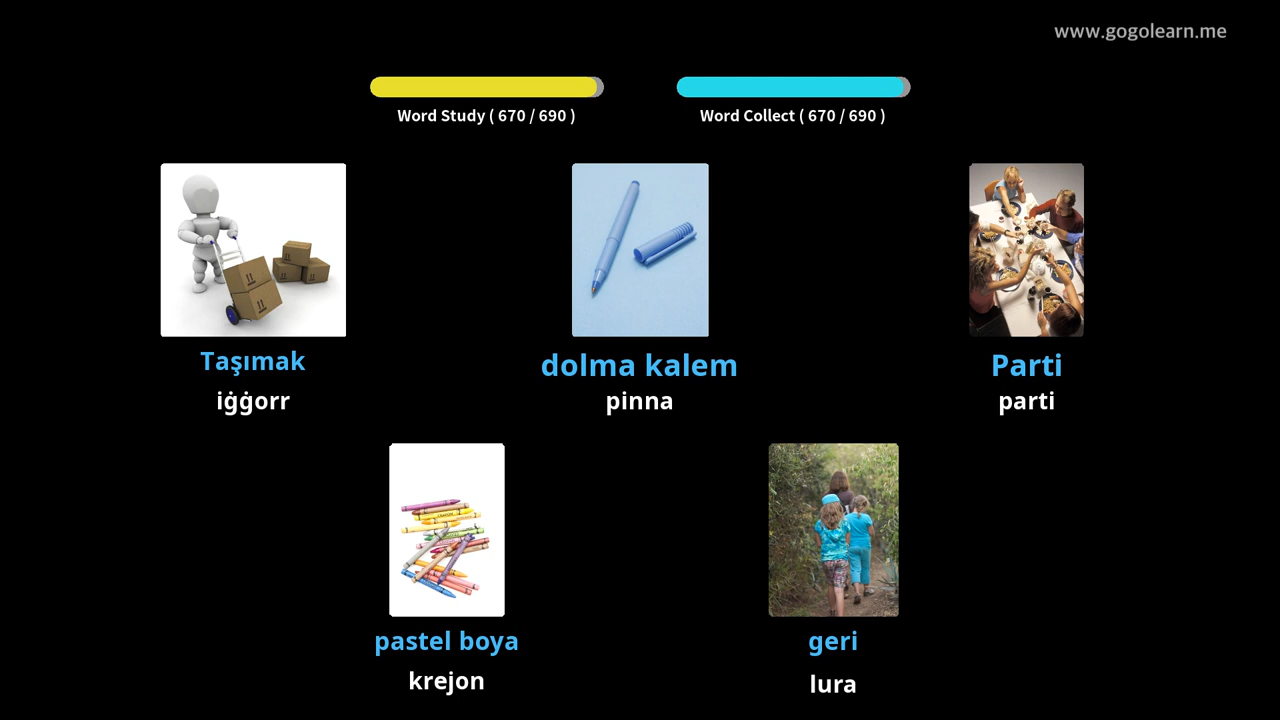 www.gogolearn.me
Word Study ( 670 / 690 )
Word Collect ( 670 / 690 )
Taşımak
iġġorr
dolma kalem
pinna
Parti
parti
pastel boya
krejon
geri
lura